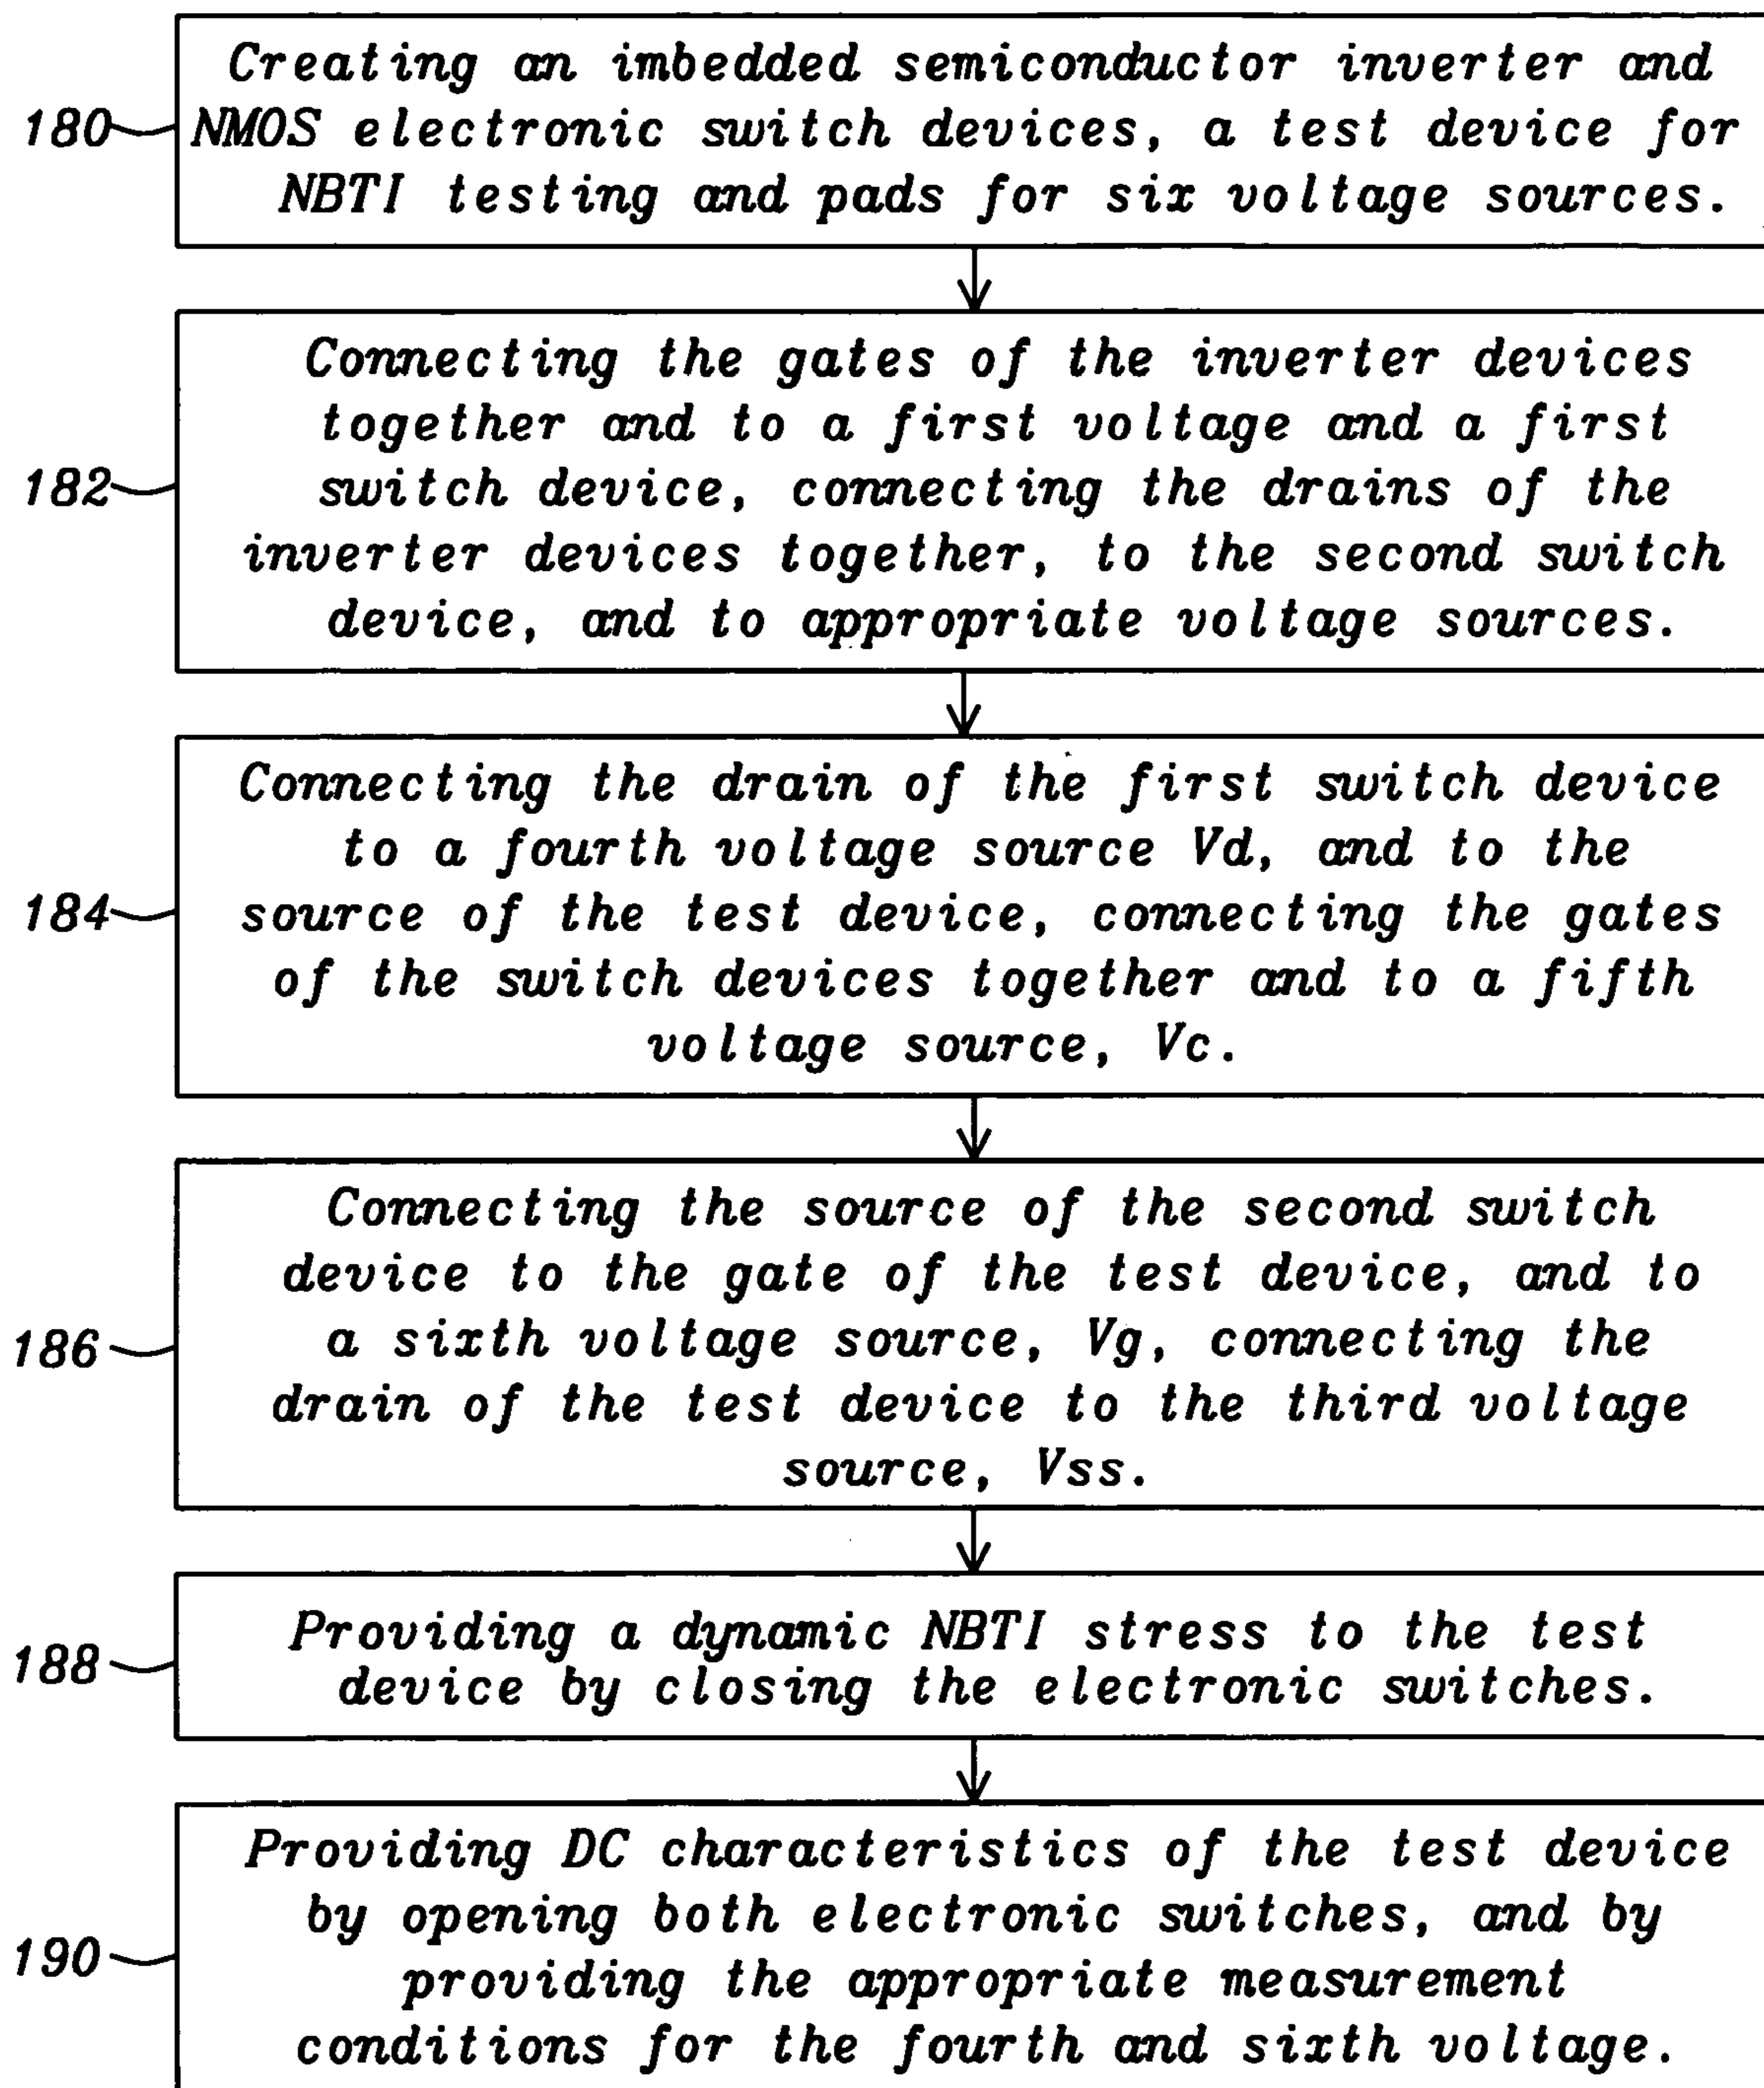 Creating an imbedded semiconductor inverter and
180 NMOS electronic switch devices, a test device for
NBTI testing and pads for six voltage sources.
Connecting the gates of the inverter devices
together and to a first voltage and a first
182 switch device, connecting the drains of the
inverter devices together, to the second switch
device, and to appropriate voltage sources.
Connecting the drain of the first switch device
to a fourth voltage source Vd, and to the
184 source of the test device, connecting the gates
of the switch devices together and to a fifth
voltage source, Vc.
Connecting the source of the second switch
device to the gate of the test device, and to
186 a sixth voltage source, Vg, connecting the
drain of the test device to the third voltage
source, Vss.
Providing a dynamic NBTI stress to the test
188 device by closing the electronic switches.
Providing DC characteristics of the test device
by opening both electronic switches, and by
190 providing the appropriate measurement
conditions for the fourth and sixth voltage.